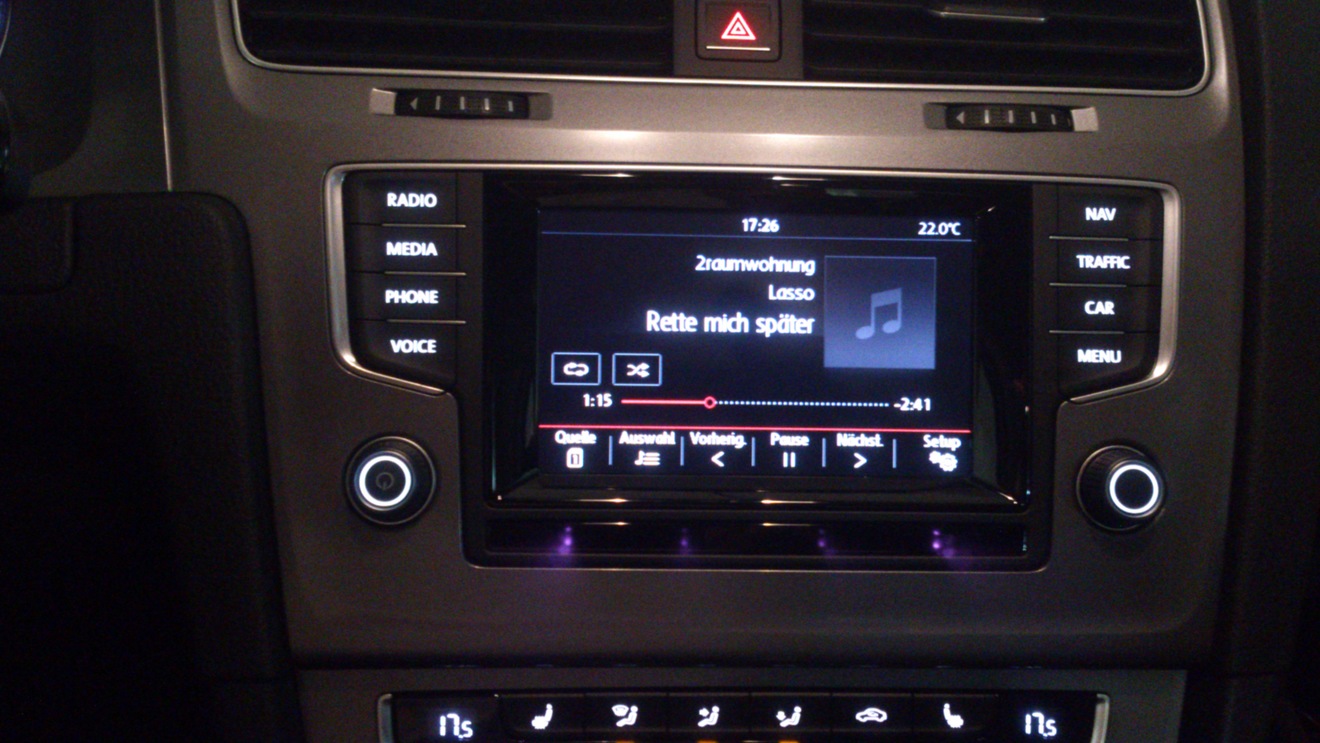 RADIO
MEDIA
PHONE
VOICE
17:26
22.0°C
2raumwohnung
Lasso
Rette mich später
1:15
-2:41
Quelle
Auswahl
Vorherig.
Pause
Nächst.
Setup
NAV
TRAFFIC
CAR
MENU
17.5
17.5